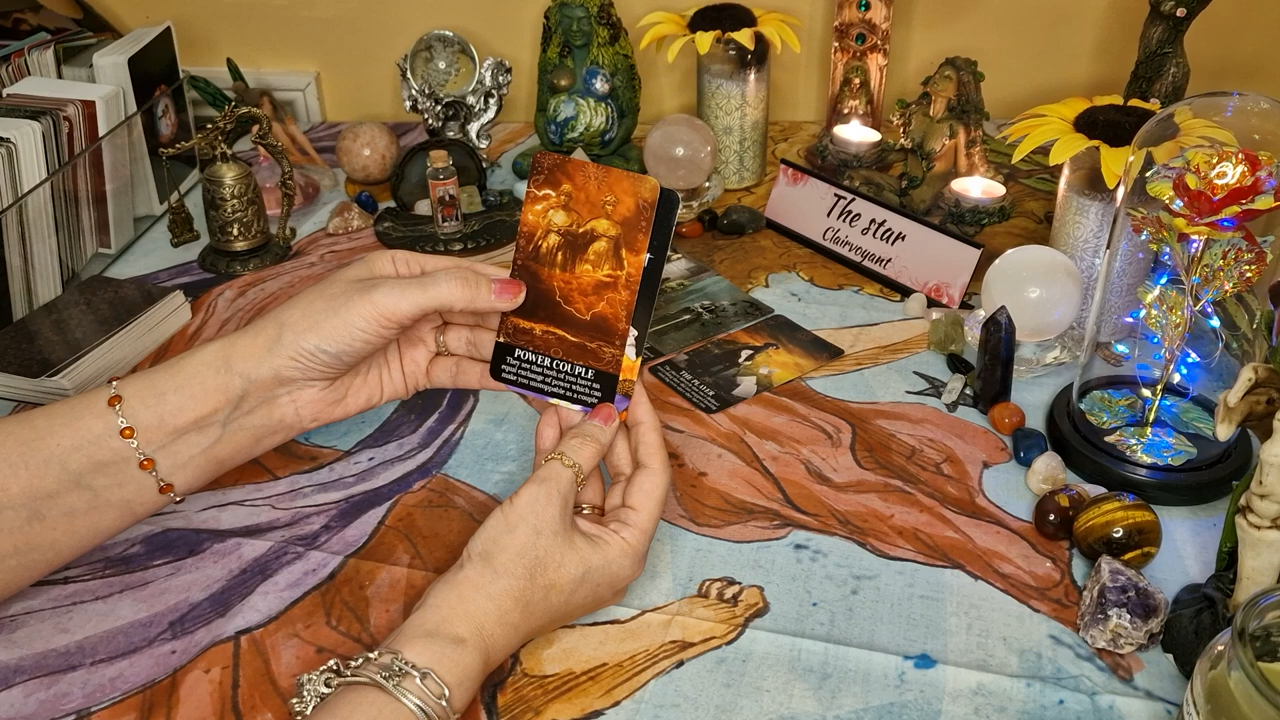 The star
Clairvoyant
POWER COUPLE
They see that both of you have an
equal exchange of power which can
make you unstoppable as a couple
THE PLAYER